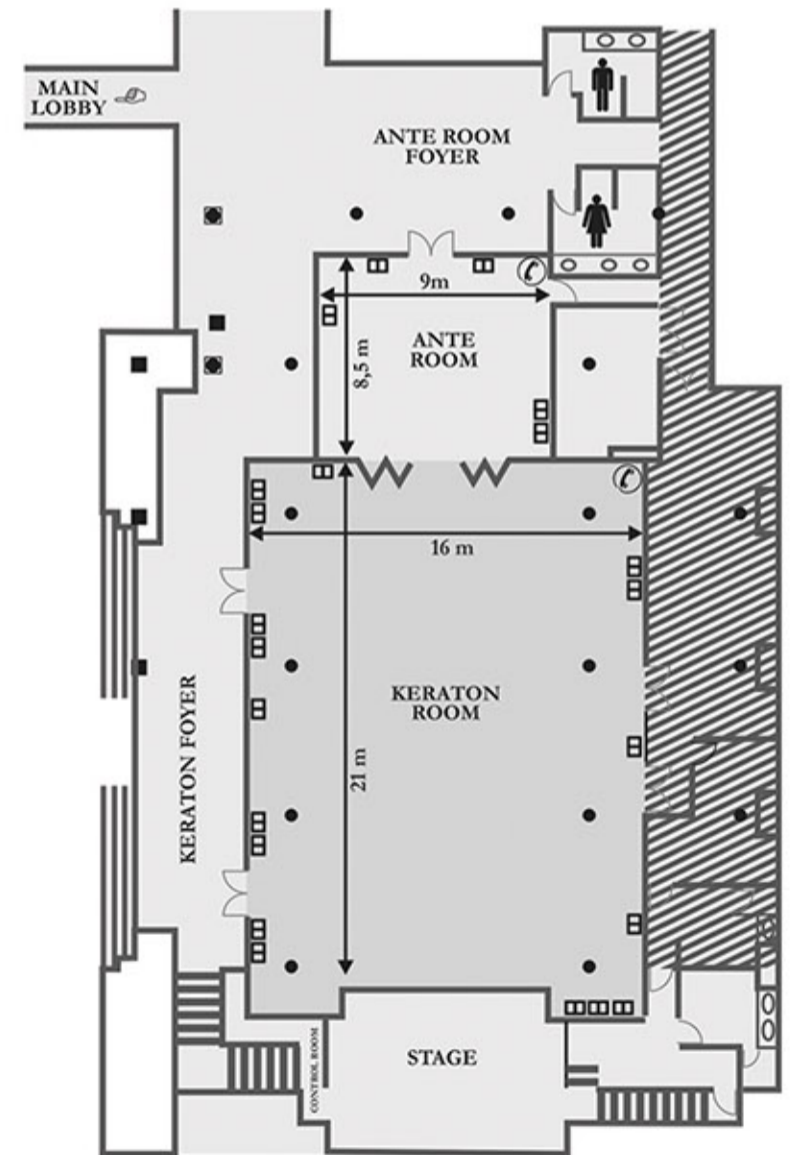 MAIN
LOBBY
ANTE ROOM
FOYER
9m
8,5 m
ANTE
ROOM
16 m
KERATON
ROOM
21 m
KERATON FOYER
CONTROL ROOM
STAGE